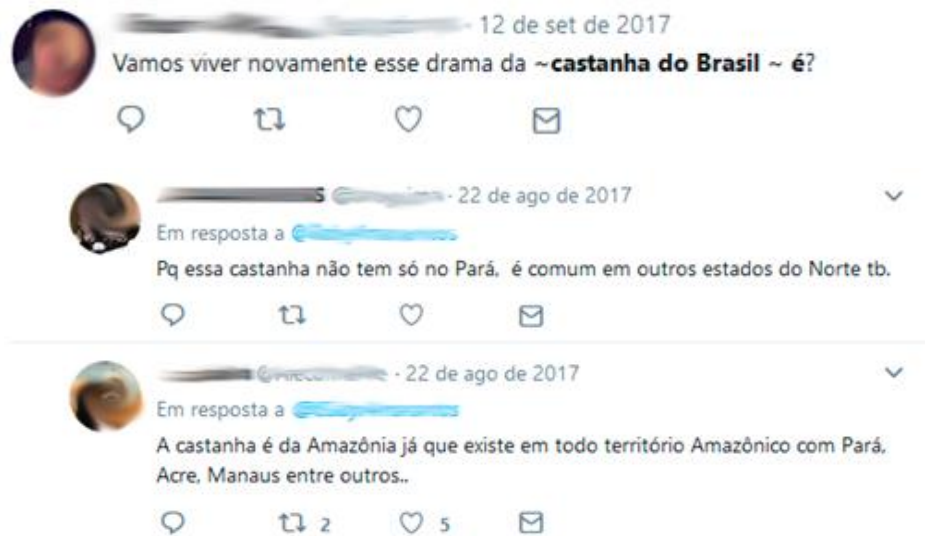 12 de set de 2017
Vamos viver novamente esse drama da ~castanha do Brasil ~ é?
· 22 de ago de 2017
Em resposta a
Pq essa castanha não tem só no Pará,  é comum em outros estados do Norte tb.
· 22 de ago de 2017
Em resposta a
A castanha é da Amazônia já que existe em todo território Amazônico com Pará,
Acre, Manaus entre outros..
2 5